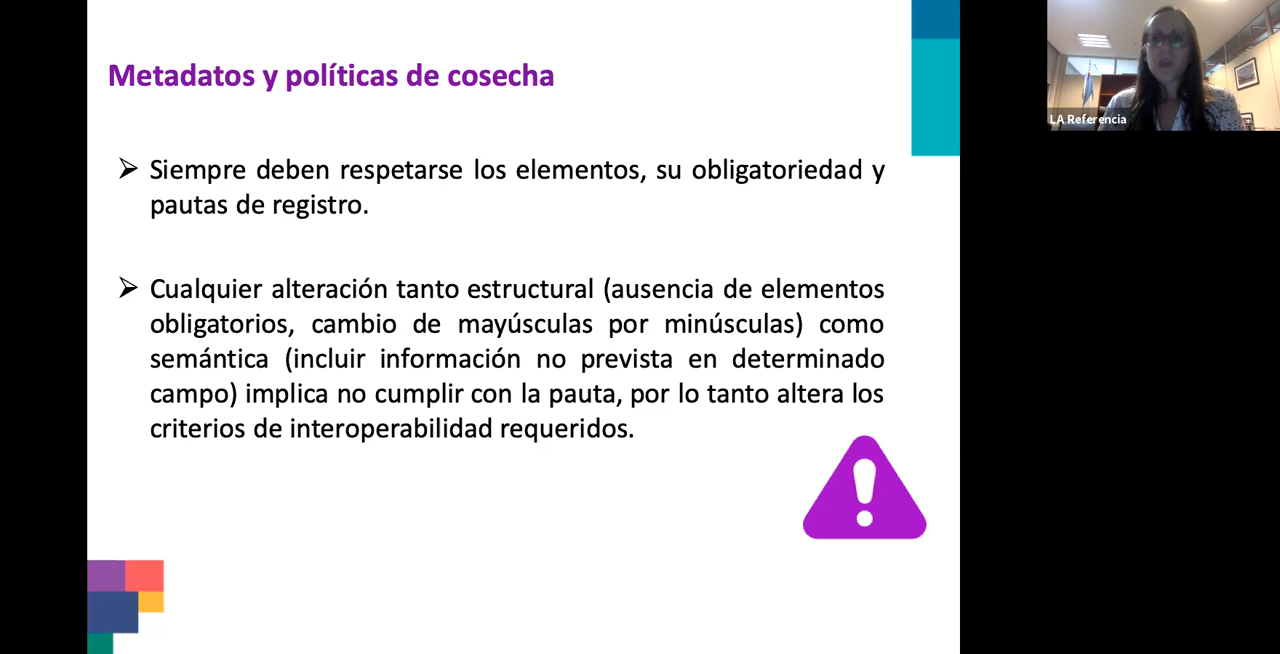 Metadatos y políticas de cosecha
LA Referencia
➢ Siempre deben respetarse los elementos, su obligatoriedad y
pautas de registro.
➢ Cualquier alteración tanto estructural (ausencia de elementos
obligatorios, cambio de mayúsculas por minúsculas) como
semántica (incluir información no prevista en determinado
campo) implica no cumplir con la pauta, por lo tanto altera los
criterios de interoperabilidad requeridos.